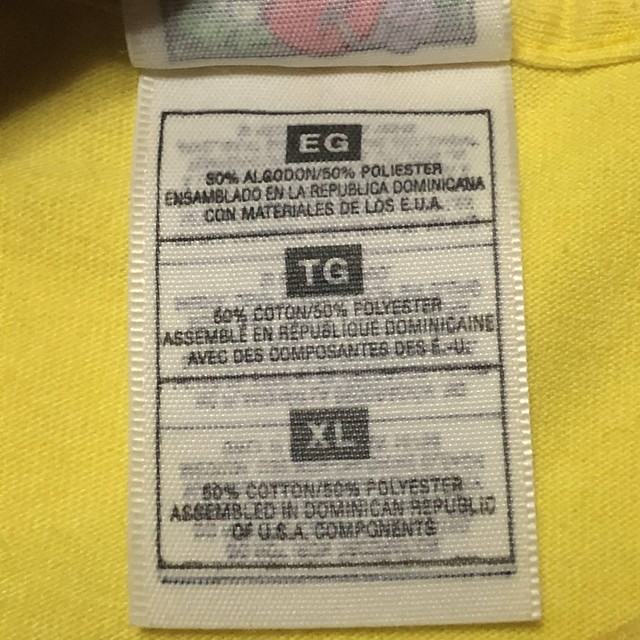 EG
50% ALGODON/50% POLIESTER
ENSAMBLADO EN LA REPUBLICA DOMINICANA
CON MATERIALES DE LOS E.U.A.
TG
50% COTON/50% POLYESTER
ASSEMBLÉ EN RÉPUBLIQUE DOMINICAINE
AVEC DES COMPOSANTES DES É.-U.
XL
50% COTTON/50% POLYESTER
ASSEMBLED IN DOMINICAN REPUBLIC
OF U.S.A. COMPONENTS